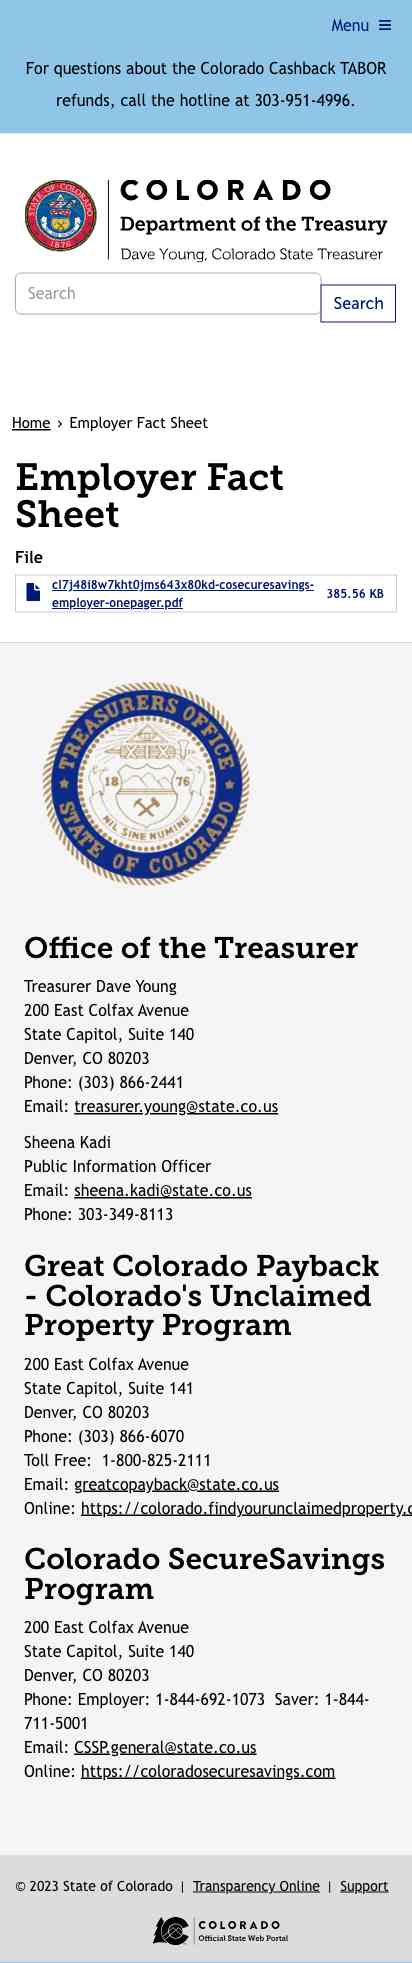 Menu
For questions about the Colorado Cashback TABOR
refunds, call the hotline at 303-951-4996.
STATE OF COLORADO
1876
COLORADO
Department of the Treasury
Dave Young, Colorado State Treasurer
Search
Search
Home › Employer Fact Sheet
Employer Fact
Sheet
File
cl7j48i8w7kht0jms643x80kd-cosecuresavings-
employer-onepager.pdf
385.56 KB
TREASURERS OFFICE
18 76
NIL SINE NUMINE
STATE OF COLORADO
Office of the Treasurer
Treasurer Dave Young
200 East Colfax Avenue
State Capitol, Suite 140
Denver, CO 80203
Phone: (303) 866-2441
Email: treasurer.young@state.co.us
Sheena Kadi
Public Information Officer
Email: sheena.kadi@state.co.us
Phone: 303-349-8113
Great Colorado Payback
- Colorado's Unclaimed
Property Program
200 East Colfax Avenue
State Capitol, Suite 141
Denver, CO 80203
Phone: (303) 866-6070
Toll Free:  1-800-825-2111
Email: greatcopayback@state.co.us
Online: https://colorado.findyourunclaimedproperty.c
Colorado SecureSavings
Program
200 East Colfax Avenue
State Capitol, Suite 140
Denver, CO 80203
Phone: Employer: 1-844-692-1073  Saver: 1-844-
711-5001
Email: CSSP.general@state.co.us
Online: https://coloradosecuresavings.com
© 2023 State of Colorado | Transparency Online | Support
COLORADO
Official State Web Portal